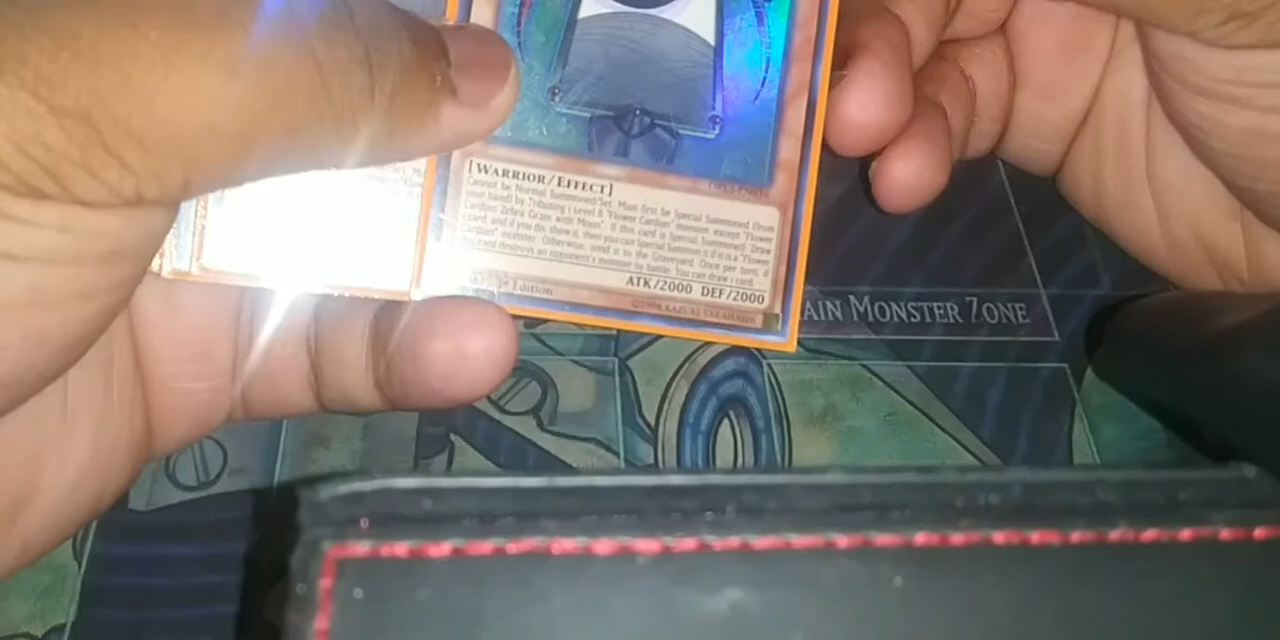 [WARRIOR/EFFECT]
Cannot be Normal Summoned/Set. Must first be Special Summoned (from
your hand) by Tributing 1 Level 8 "Flower Cardian" monster, except "Flower
Cardian Zebra Grass with Moon". If this card is Special Summoned: Draw
1 card, and if you do, show it, then you can Special Summon it if it is a "Flower
Cardian" monster. Otherwise, send it to the Graveyard. Once per turn, if
this card destroys an opponent's monster by battle: You can draw 1 card.
ATK/2000 DEF/2000
1st Edition
©1996 KAZUKI TAKAHASHI
AIN MONSTER ZONE